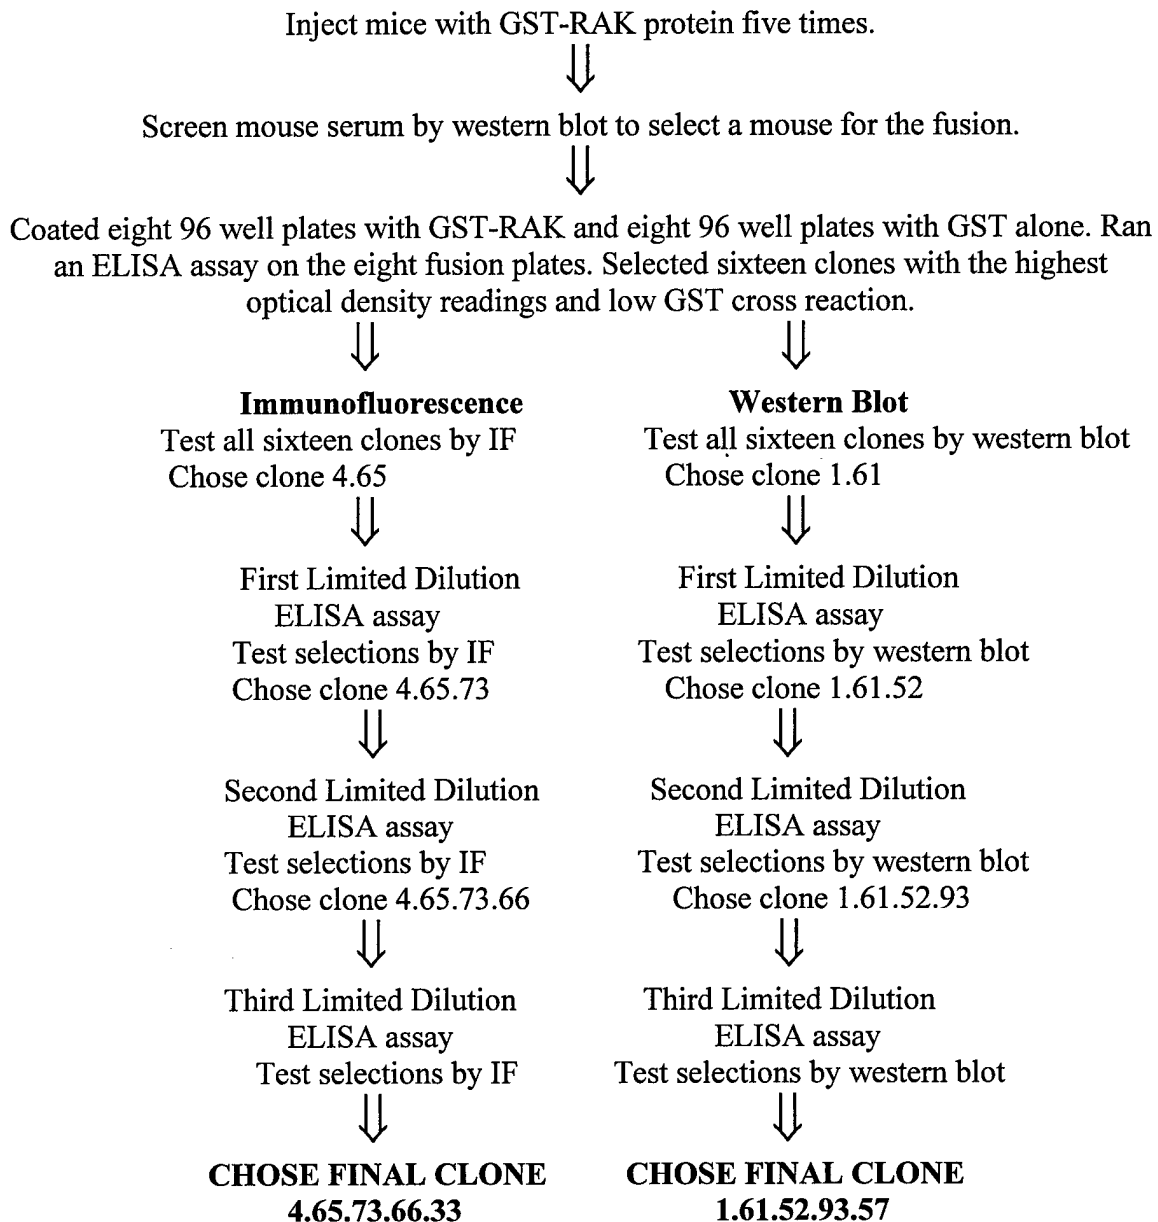 Inject mice with GST-RAK protein five times.
Screen mouse serum by western blot to select a mouse for the fusion.
Coated eight 96 well plates with GST-RAK and eight 96 well plates with GST alone. Ran
an ELISA assay on the eight fusion plates. Selected sixteen clones with the highest
optical density readings and low GST cross reaction.
Immunofluorescence
Test all sixteen clones by IF
Chose clone 4.65
First Limited Dilution
ELISA assay
Test selections by IF
Chose clone 4.65.73
Second Limited Dilution
ELISA assay
Test selections by IF
Chose clone 4.65.73.66
Third Limited Dilution
ELISA assay
Test selections by IF
CHOSE FINAL CLONE
4.65.73.66.33
Western Blot
Test all sixteen clones by western blot
Chose clone 1.61
First Limited Dilution
ELISA assay
Test selections by western blot
Chose clone 1.61.52
Second Limited Dilution
ELISA assay
Test selections by western blot
Chose clone 1.61.52.93
Third Limited Dilution
ELISA assay
Test selections by western blot
CHOSE FINAL CLONE
1.61.52.93.57